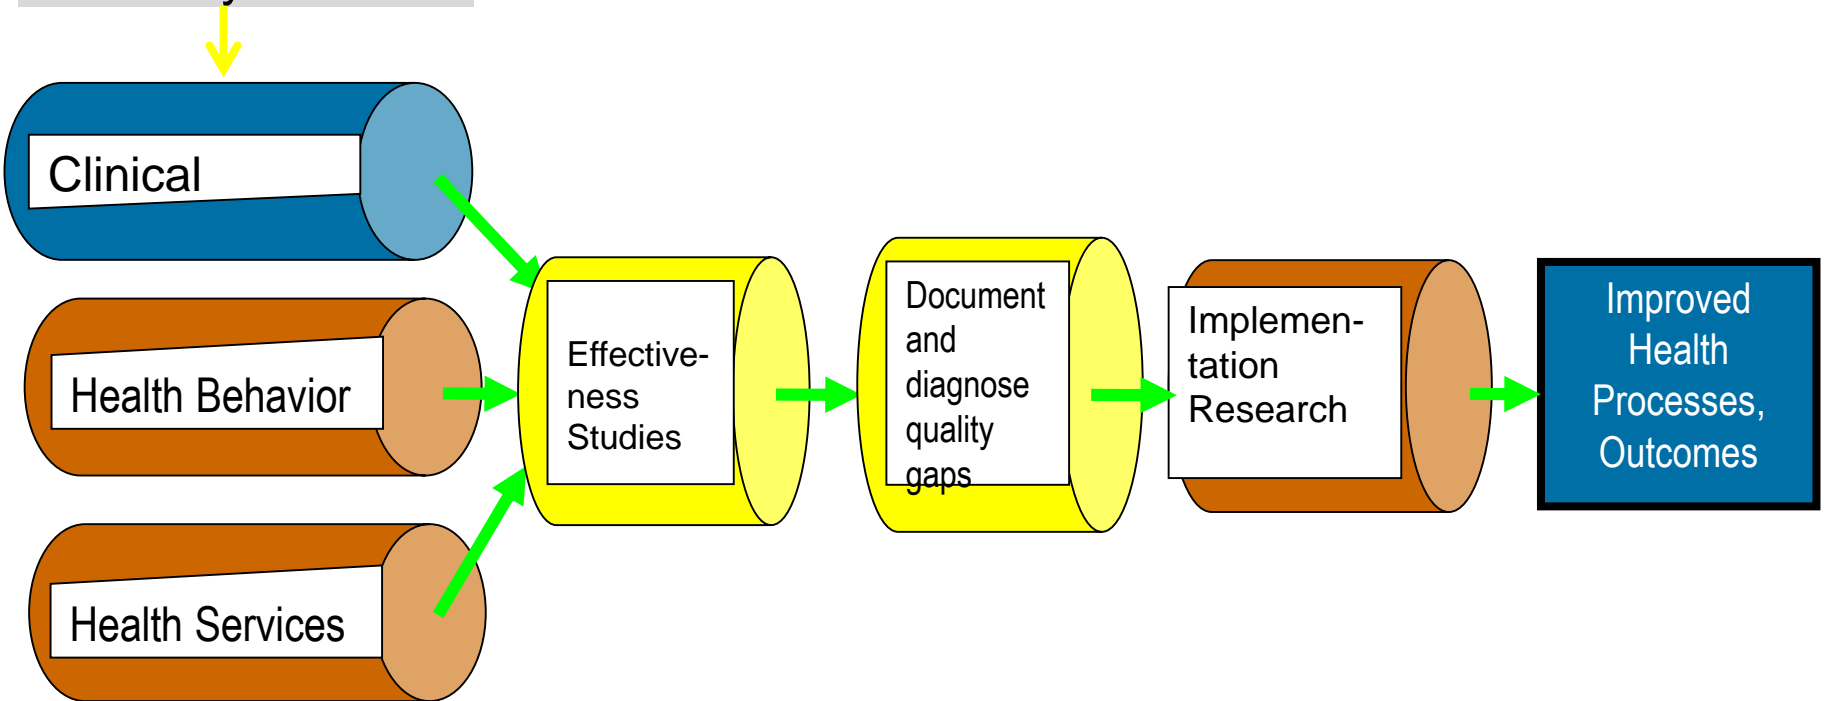 Clinical
Health Behavior
Health Services
Effective-
ness
Studies
Document
and
diagnose
quality
gaps
Implemen-
tation
Research
Improved
Health
Processes,
Outcomes